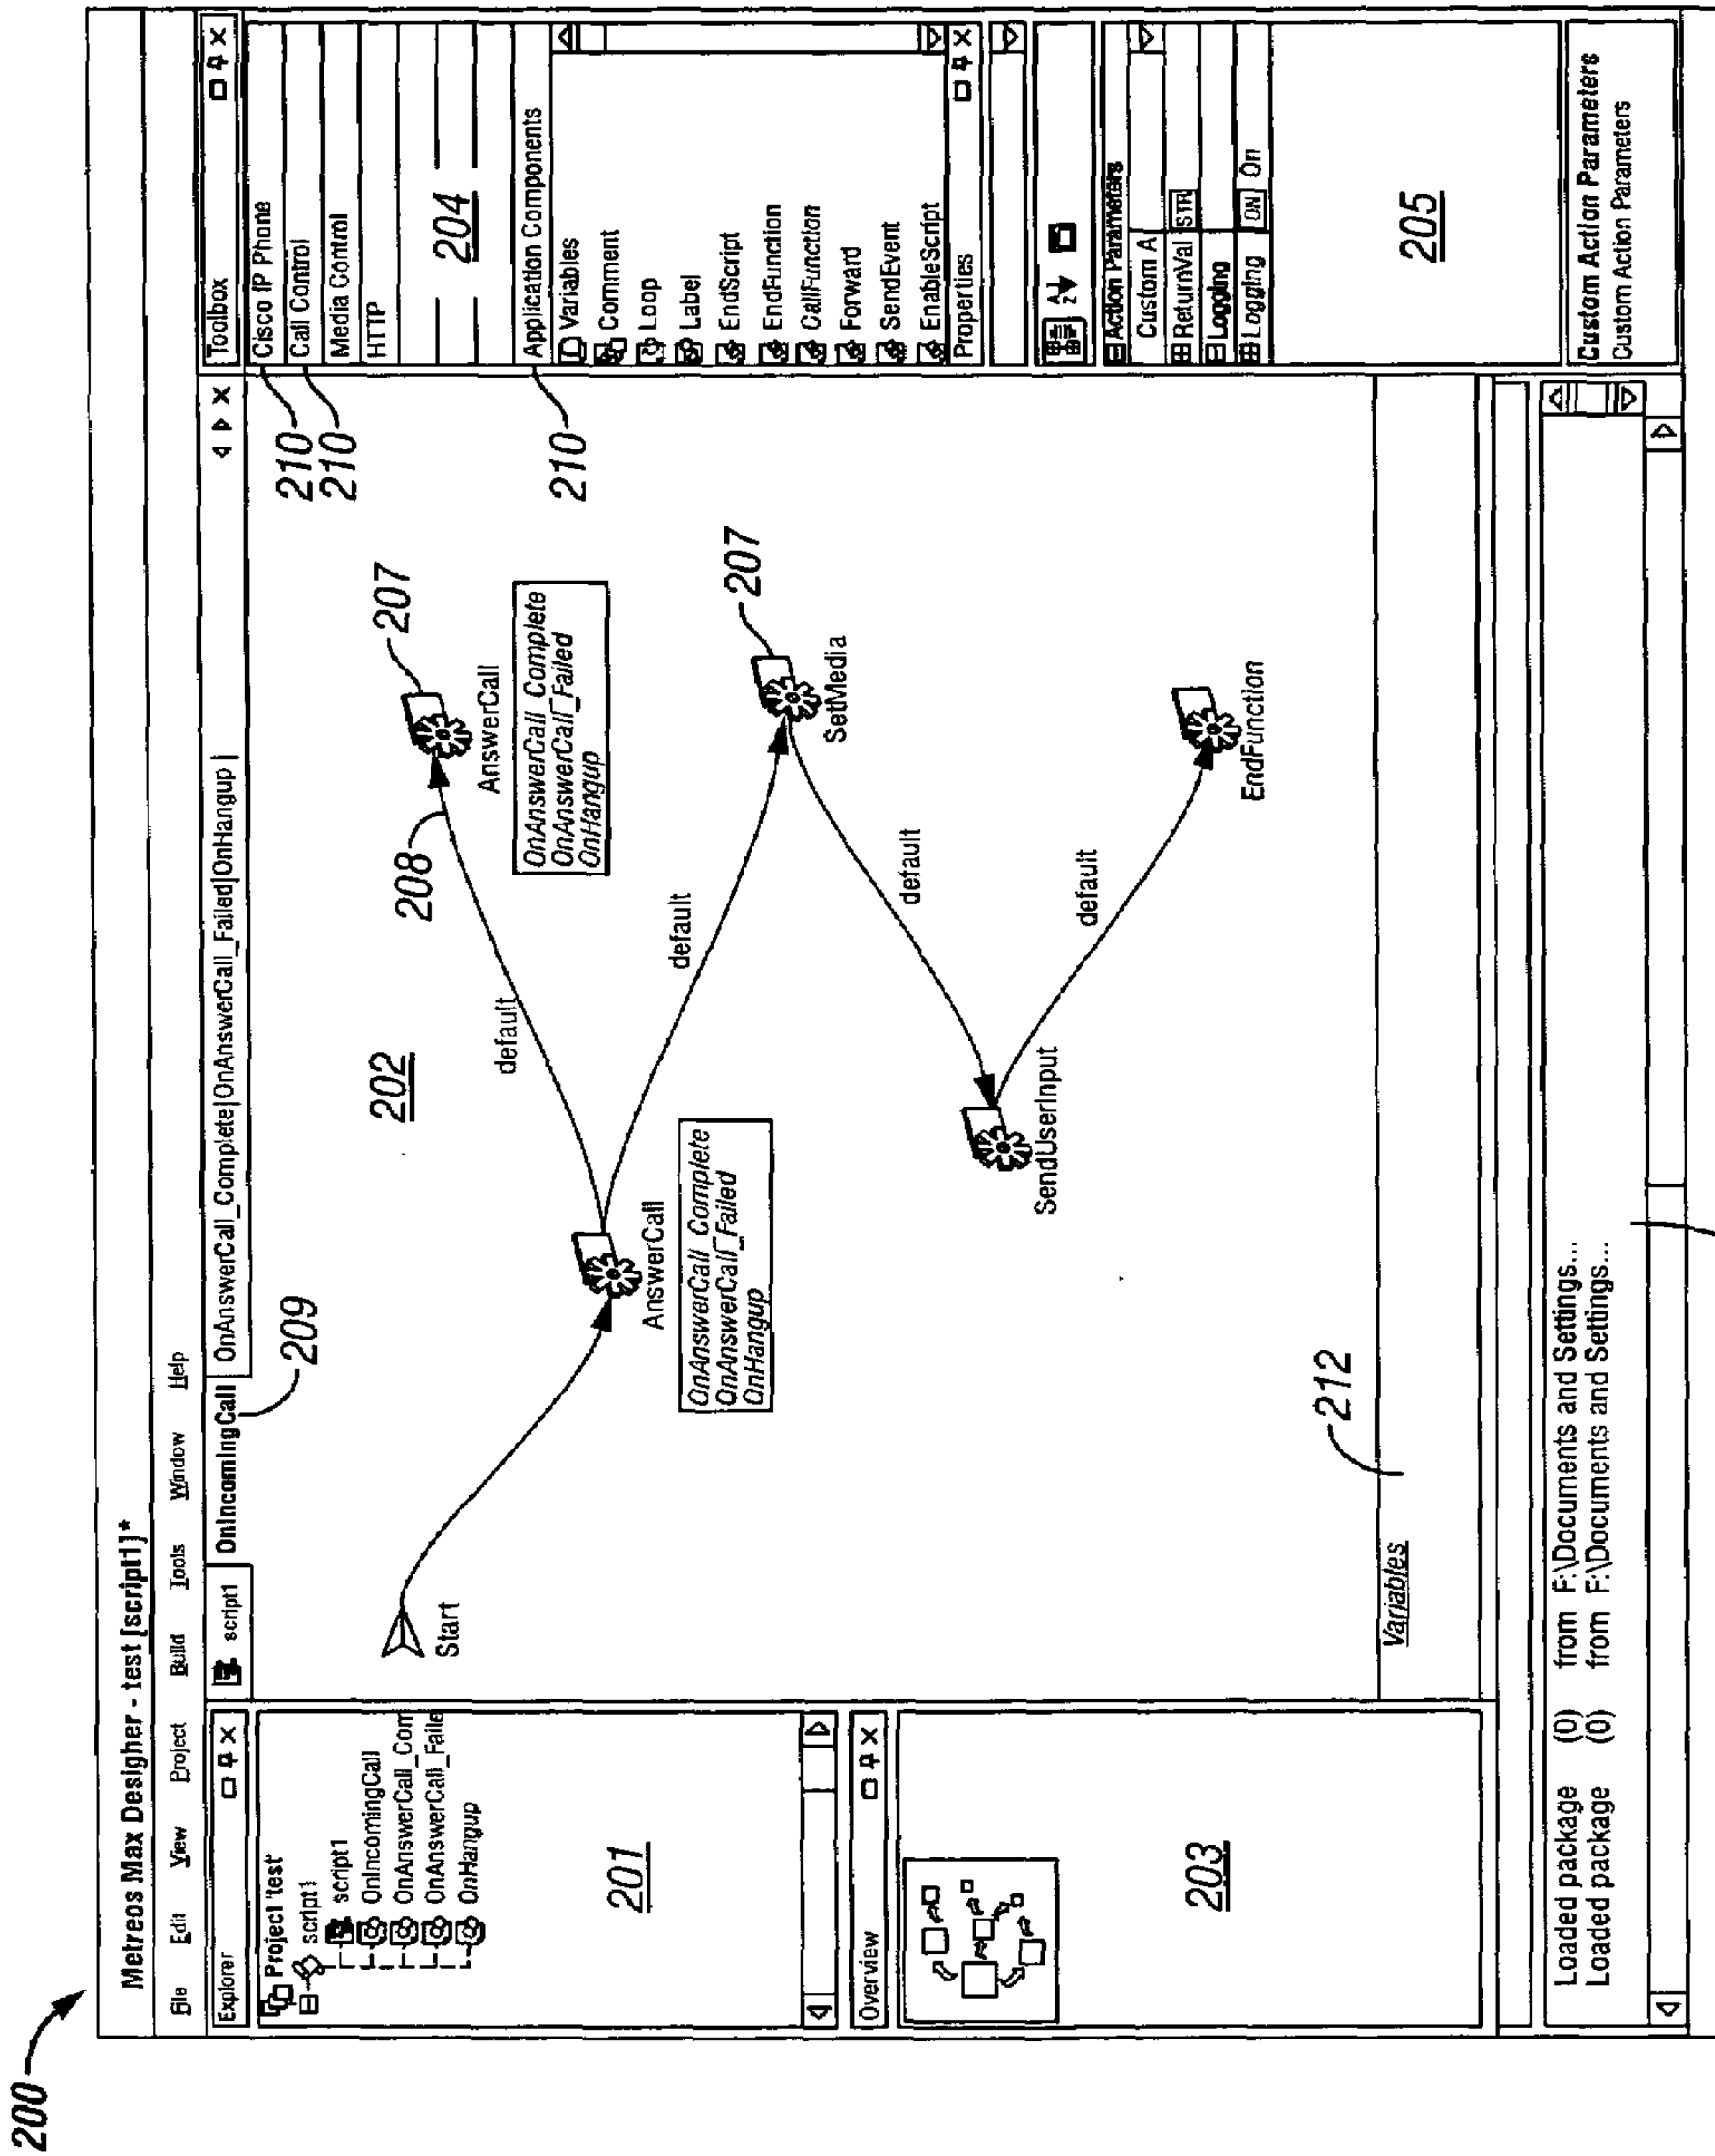 200
Metreos Max Designer - test [script1]*
File Edit View Project Build Tools Window Help
Explorer
Project 'test'
script1
script1
OnIncomingCall
OnAnswerCall_Com
OnAnswerCall_Faile
OnHangup
201
Overview
203
script1 OnIncomingCall OnAnswerCall_Complete|OnAnswerCall_Failed|OnHangup|
209
202
Start
AnswerCall
OnAnswerCall_Complete
OnAnswerCall_Failed
OnHangup
default
208
207
AnswerCall
OnAnswerCall_Complete
OnAnswerCall_Failed
OnHangup
default
207
SetMedia
default
SendUserInput
default
EndFunction
212
Variables
Toolbox
210
Cisco IP Phone
210
Call Control
Media Control
HTTP
204
210
Application Components
Variables
Comment
Loop
Label
EndScript
EndFunction
CallFunction
Forward
SendEvent
EnableScript
Properties
Action Parameters
Custom A
ReturnVal STR
Logging
Logging ON On
205
Custom Action Parameters
Custom Action Parameters
Loaded package (0) from F:\Documents and Settings...
Loaded package (0) from F:\Documents and Settings...